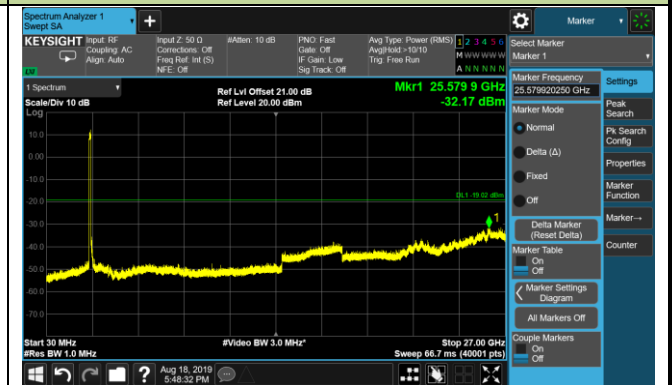 Spectrum Analyzer 1
Swept SA
+
Marker
KEYSIGHT
Input: RF
Coupling: AC
Align: Auto
Input Z: 50 Ω
Corrections: Off
Freq Ref: Int (S)
NFE: Off
#Atten: 10 dB
PNO: Fast
Gate: Off
IF Gain: Low
Sig Track: Off
Avg Type: Power (RMS)
Avg|Hold:>10/10
Trig: Free Run
1 2 3 4 5 6
M W W W W W
A N N N N N
LW
Select Marker
Marker 1
1 Spectrum
Scale/Div 10 dB
Log
Ref Lvl Offset 21.00 dB
Ref Level 20.00 dBm
Mkr1 25.579 9 GHz
-32.17 dBm
10.0
0.00
-10.0
-20.0
-30.0
-40.0
-50.0
-60.0
-70.0
DL1 -19.02 dBm
1
Start 30 MHz
#Res BW 1.0 MHz
#Video BW 3.0 MHz*
Stop 27.00 GHz
Sweep 66.7 ms (40001 pts)
Marker Frequency
25.579920250 GHz
Marker Mode
Normal
Delta (Δ)
Fixed
Off
Delta Marker
(Reset Delta)
Marker Table
On
Off
Marker Settings
Diagram
All Markers Off
Couple Markers
On
Off
Settings
Peak
Search
Pk Search
Config
Properties
Marker
Function
Marker→
Counter
?
Aug 18, 2019
5:48:32 PM